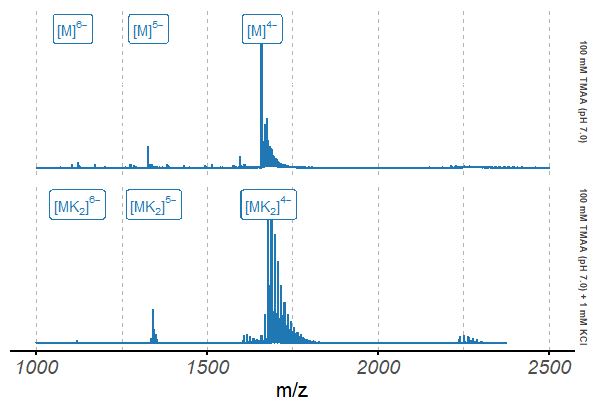 [M]⁶⁻ [M]⁵⁻ [M]⁴⁻
100 mM TMAA (pH 7.0)
[MK₂]⁶⁻ [MK₂]⁵⁻ [MK₂]⁴⁻
100 mM TMAA (pH 7.0) + 1 mM KCl
1000 1500 2000 2500
m/z